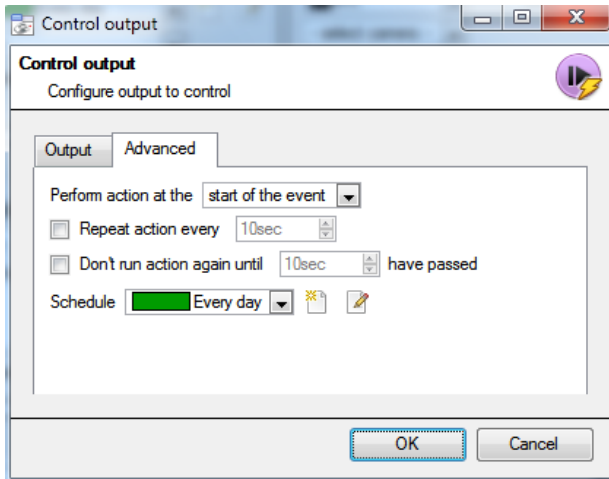 Control output
Control output
Configure output to control
Output Advanced
Perform action at the start of the event
Repeat action every 10sec
Don't run action again until 10sec have passed
Schedule Every day
OK Cancel